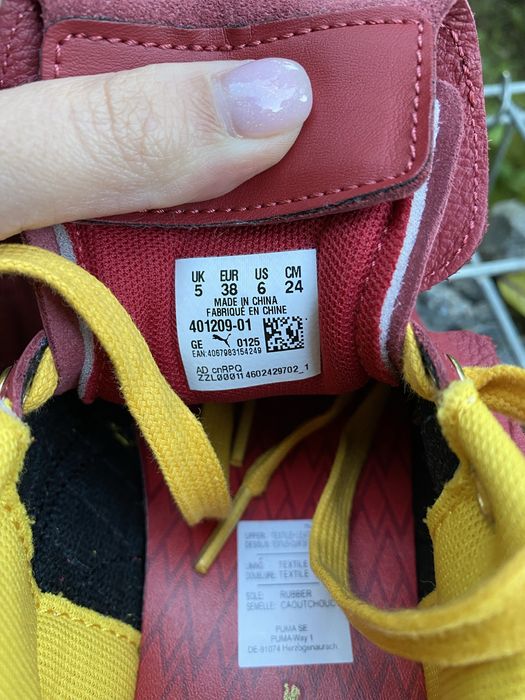 UK EUR US CM
5 38 6 24
MADE IN CHINA
FABRIQUÉ EN CHINE
401209-01
GE 0125
EAN:4067983154249
AD cnRPQ
ZZL000114602429702_1
UPPER: TEXTILE+
DESSUS:
LINING: TEXTILE
DOUBLURE: TEXTILE
SOLE: RUBBER
SEMELLE: CAOUTCHOUC
PUMA SE
PUMA-Way 1
DE-91074 Herzogenaurach